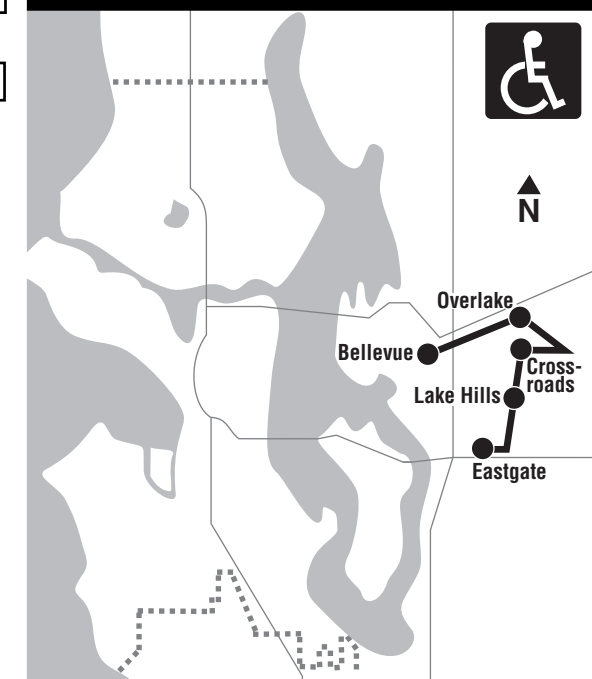 N
Overlake
Bellevue
Cross-
roads
Lake Hills
Eastgate